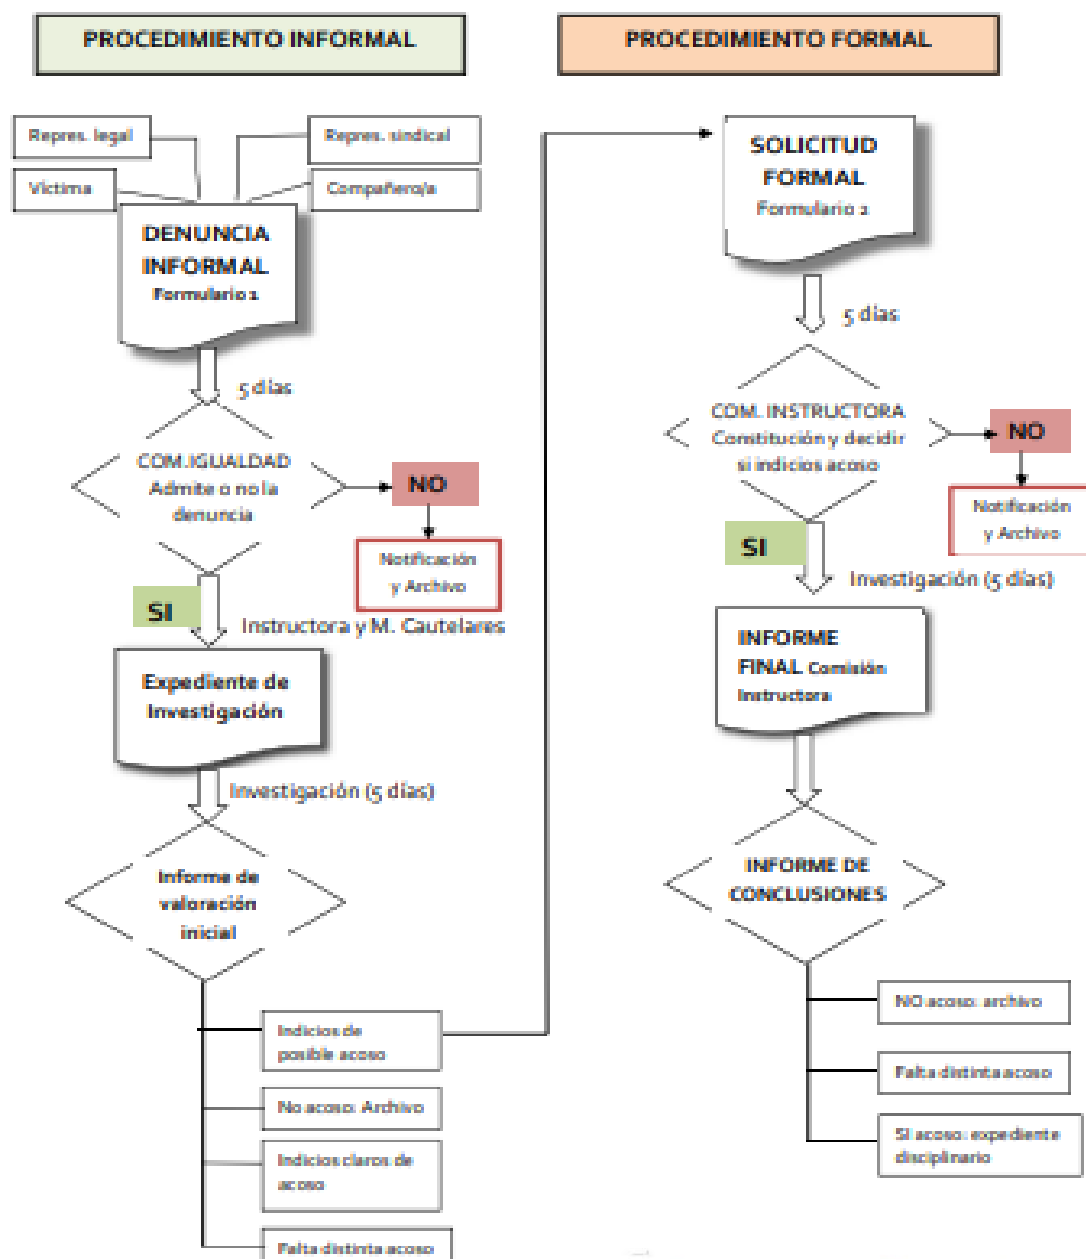 PROCEDIMIENTO INFORMAL
Repres. legal
Repres. sindical
Víctima
Compañero/a
DENUNCIA
INFORMAL
Formulario 1
5 días
COM.IGUALDAD
Admite o no la
denuncia
NO
Notificación
y Archivo
SI
Instructora y M. Cautelares
Expediente de
Investigación
Investigación (5 días)
Informe de
valoración
inicial
Indicios de
posible acoso
No acoso: Archivo
Indicios claros de
acoso
Falta distinta acoso
PROCEDIMIENTO FORMAL
SOLICITUD
FORMAL
Formulario 2
5 días
COM. INSTRUCTORA
Constitución y decidir
si indicios acoso
NO
Notificación
y Archivo
SI
Investigación (5 días)
INFORME
FINAL Comisión
Instructora
INFORME DE
CONCLUSIONES
NO acoso: archivo
Falta distinta acoso
SI acoso: expediente
disciplinario